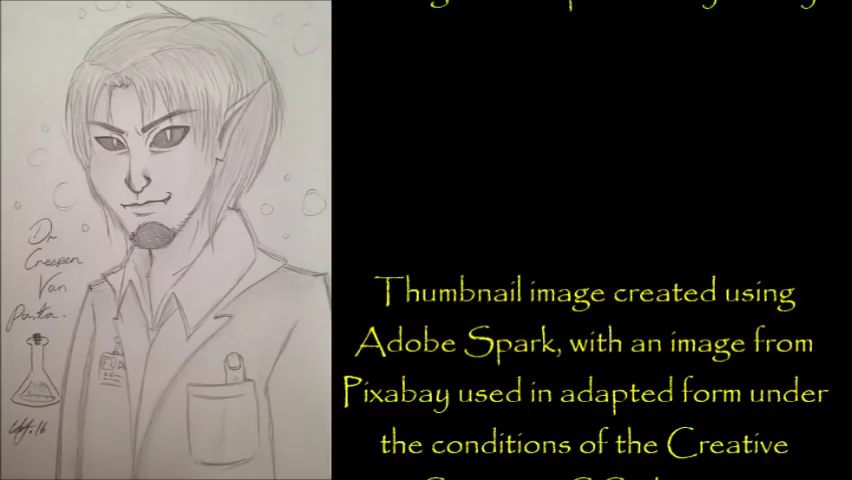 Dr
Creepen
Van
Pasta.
Thumbnail image created using
Adobe Spark, with an image from
Pixabay used in adapted form under
the conditions of the Creative